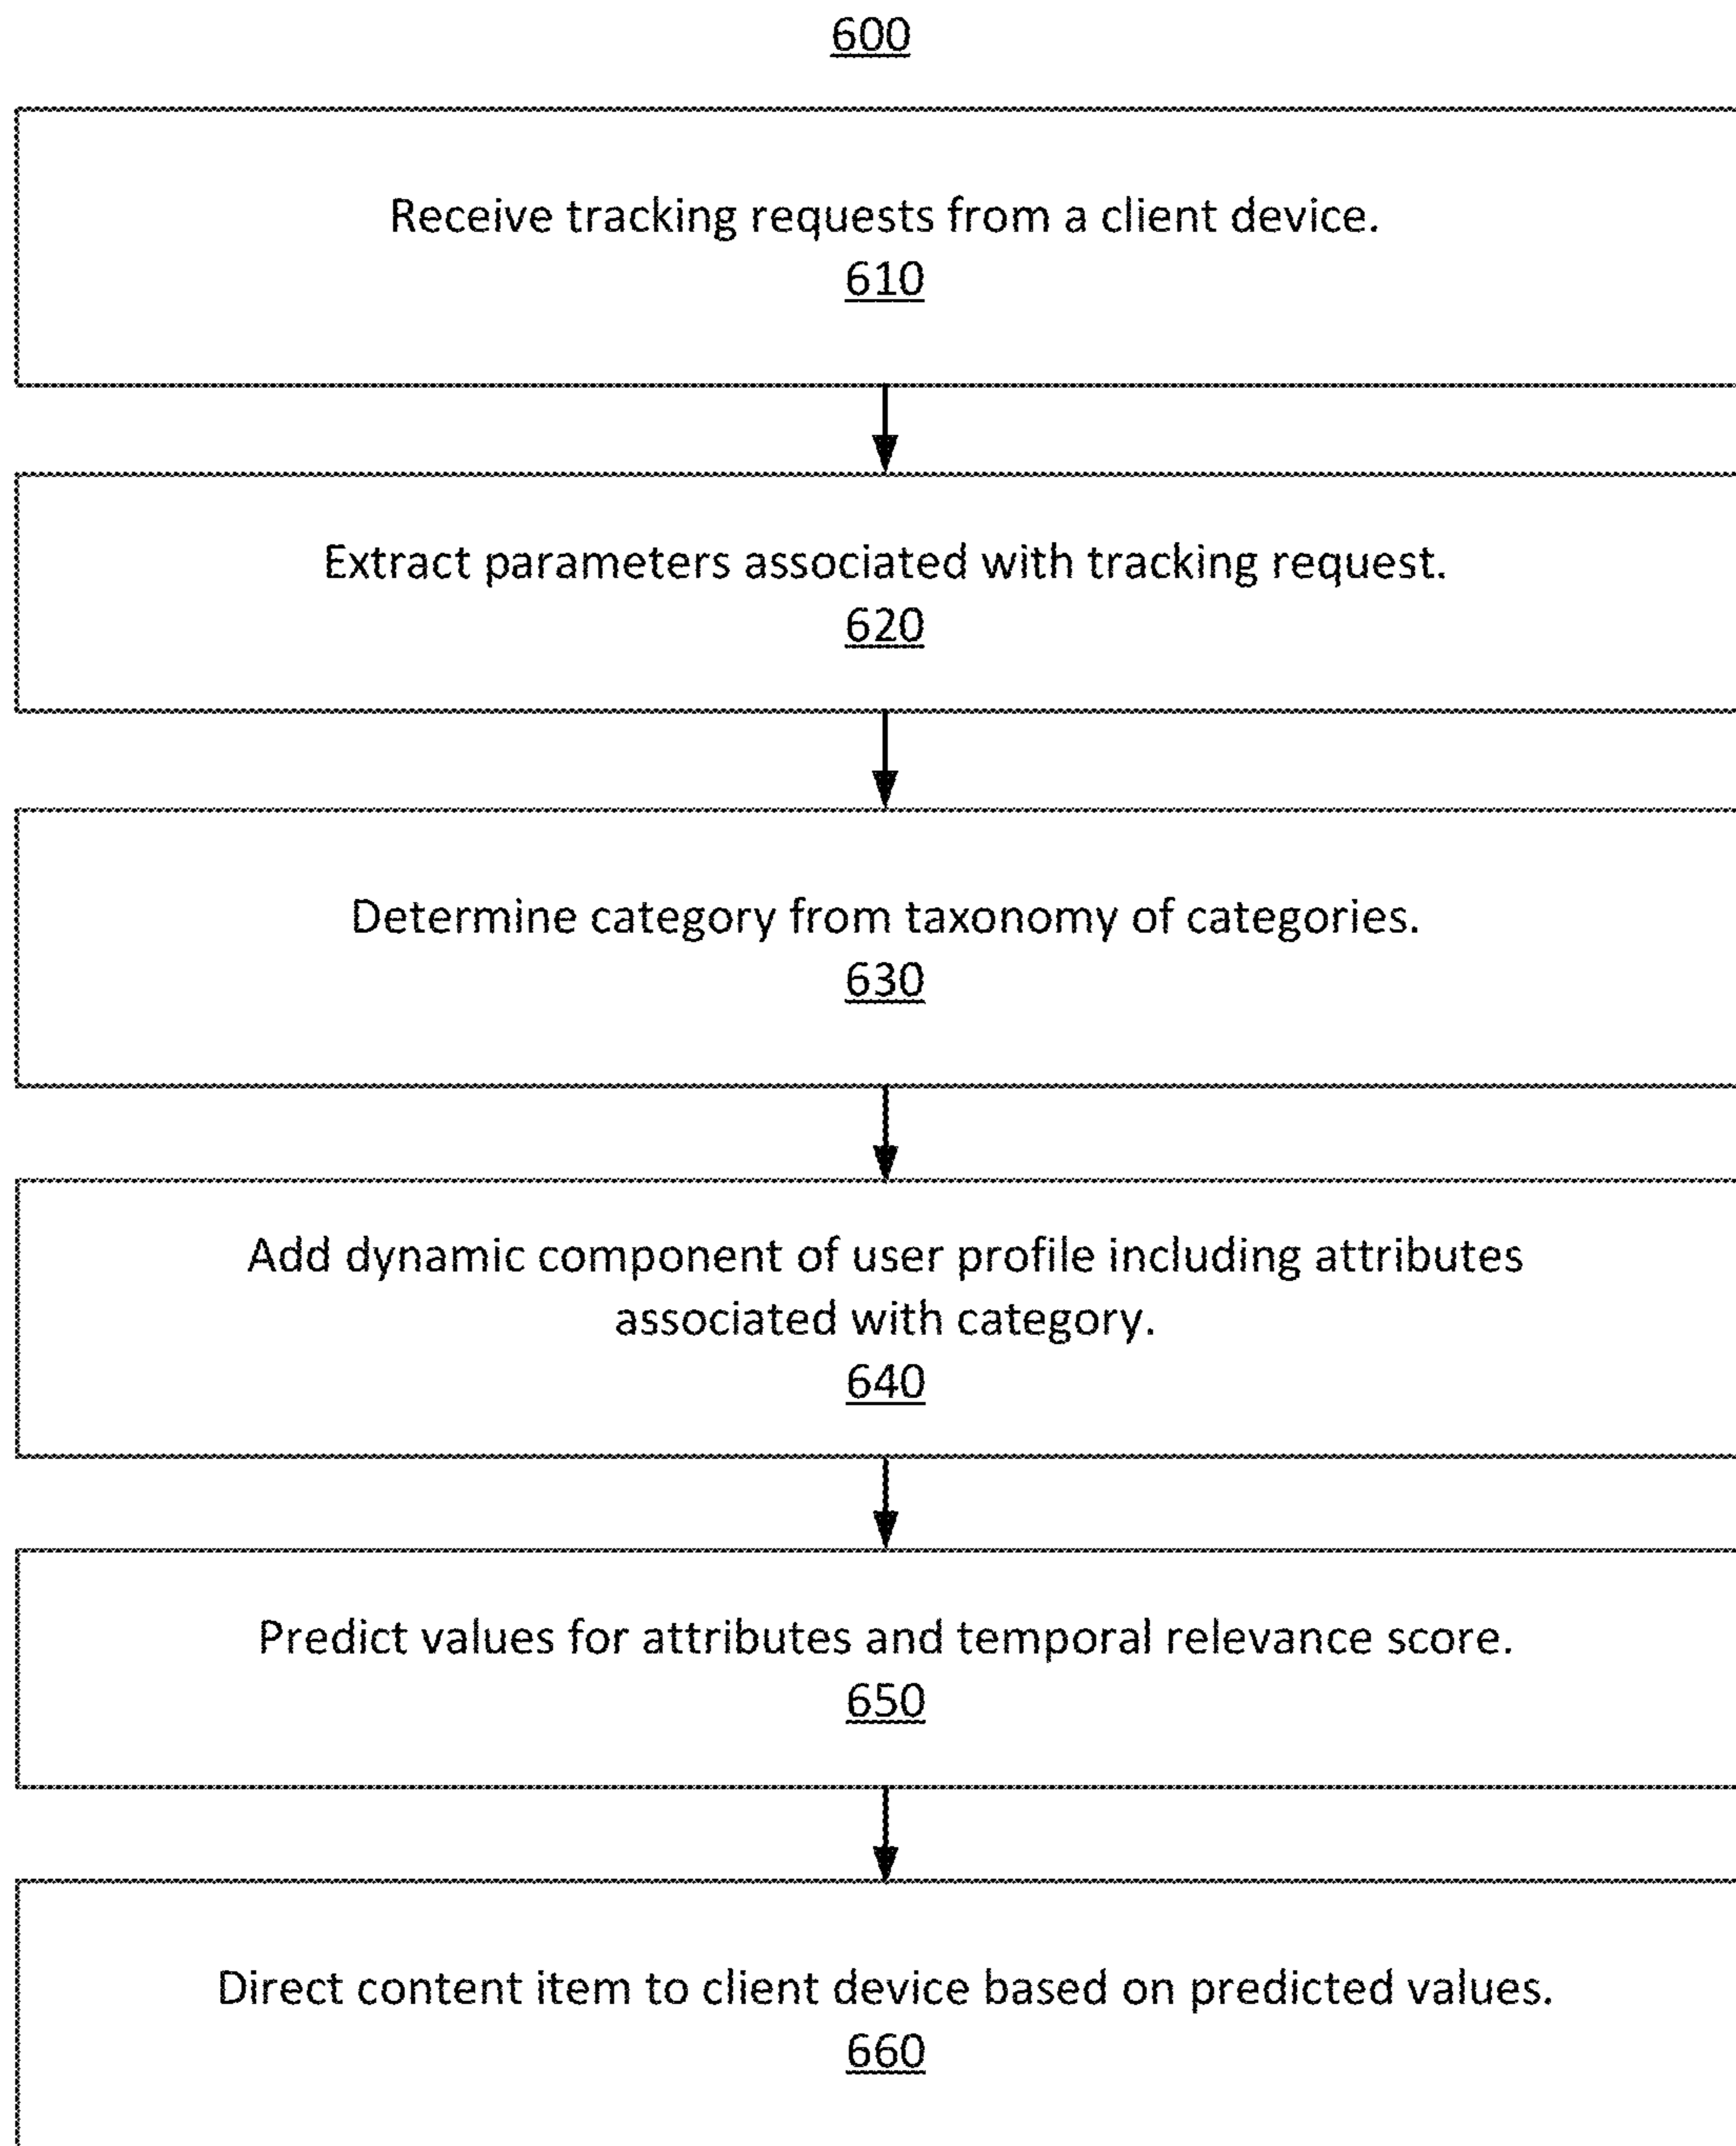 600
Receive tracking requests from a client device.
610
Extract parameters associated with tracking request.
620
Determine category from taxonomy of categories.
630
Add dynamic component of user profile including attributes
associated with category.
640
Predict values for attributes and temporal relevance score.
650
Direct content item to client device based on predicted values.
660